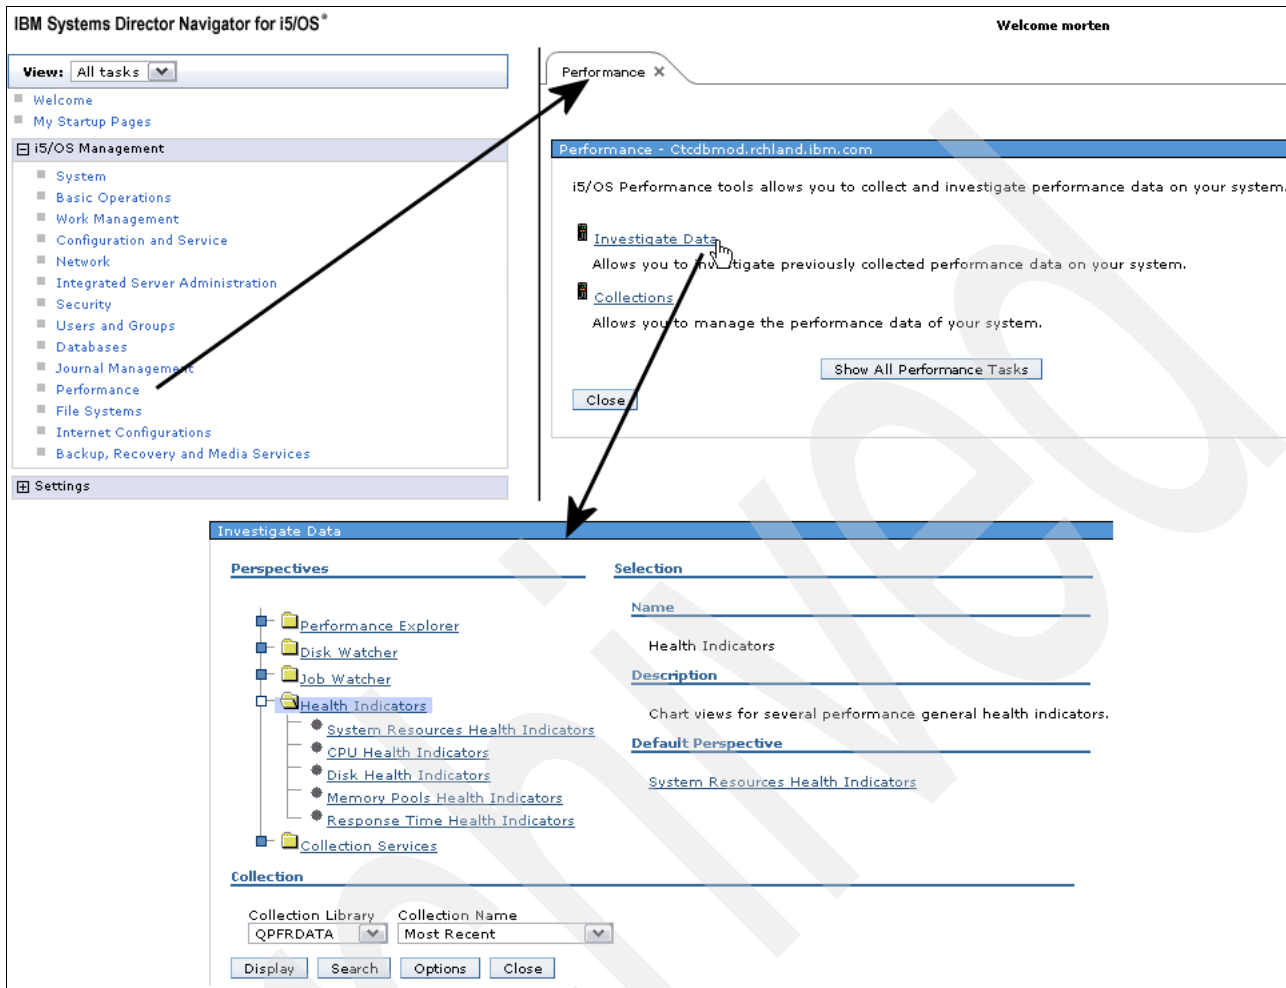 IBM Systems Director Navigator for i5/OS®
Welcome morten
View: All tasks
Welcome
My Startup Pages
i5/OS Management
System
Basic Operations
Work Management
Configuration and Service
Network
Integrated Server Administration
Security
Users and Groups
Databases
Journal Management
Performance
File Systems
Internet Configurations
Backup, Recovery and Media Services
Settings
Performance
Performance - Ctcdbmod.rchland.ibm.com
i5/OS Performance tools allows you to collect and investigate performance data on your system.
Investigate Data
Allows you to investigate previously collected performance data on your system.
Collections
Allows you to manage the performance data of your system.
Show All Performance Tasks
Close
Investigate Data
Perspectives
Performance Explorer
Disk Watcher
Job Watcher
Health Indicators
System Resources Health Indicators
CPU Health Indicators
Disk Health Indicators
Memory Pools Health Indicators
Response Time Health Indicators
Collection Services
Selection
Name
Health Indicators
Description
Chart views for several performance general health indicators.
Default Perspective
System Resources Health Indicators
Collection
Collection Library Collection Name
QPFRDATA Most Recent
Display Search Options Close
hived